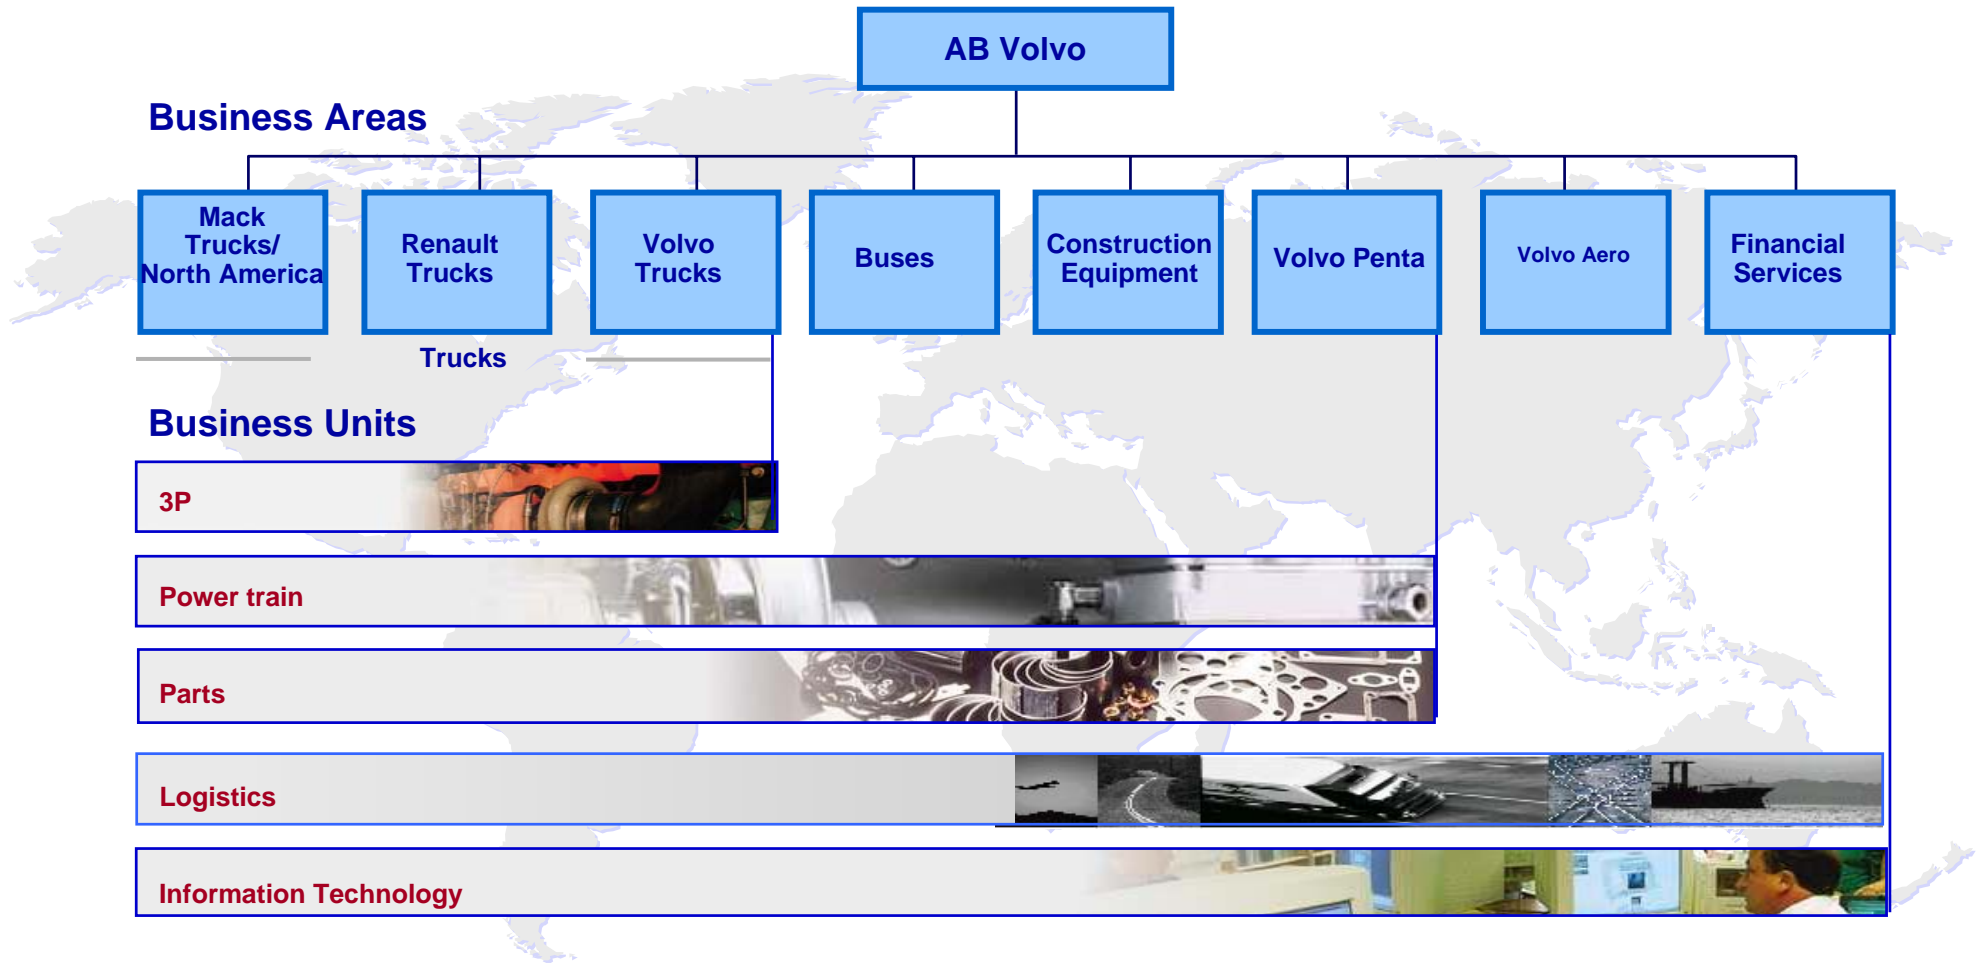 AB Volvo
Business Areas
Mack
Trucks/
North America
Renault
Trucks
Volvo
Trucks
Buses
Construction
Equipment
Volvo Penta
Volvo Aero
Financial
Services
Trucks
Business Units
3P
Power train
Parts
Logistics
Information Technology